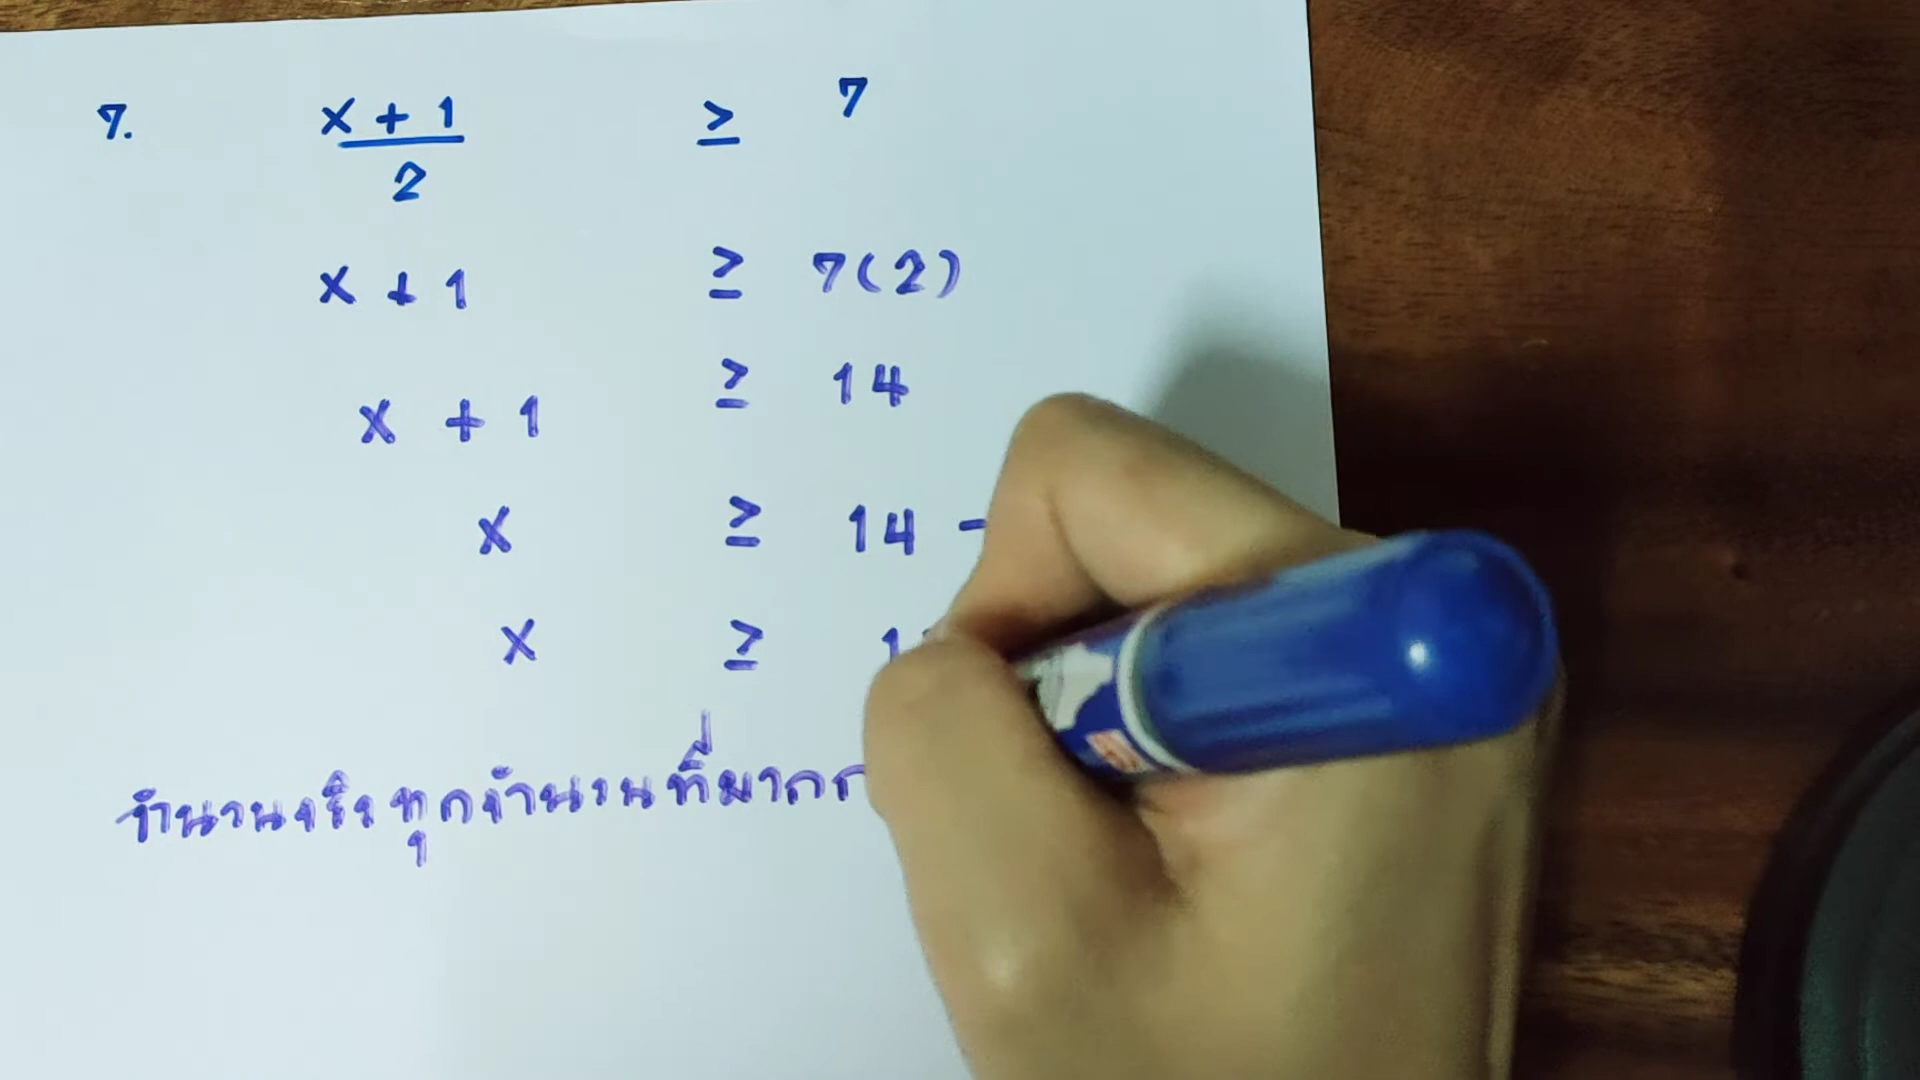 7. x + 1 / 2 ≥ 7
x + 1 ≥ 7(2)
x + 1 ≥ 14
x ≥ 14 -
x ≥ 1
จำนวนจริงทุกจำนวนที่มาก